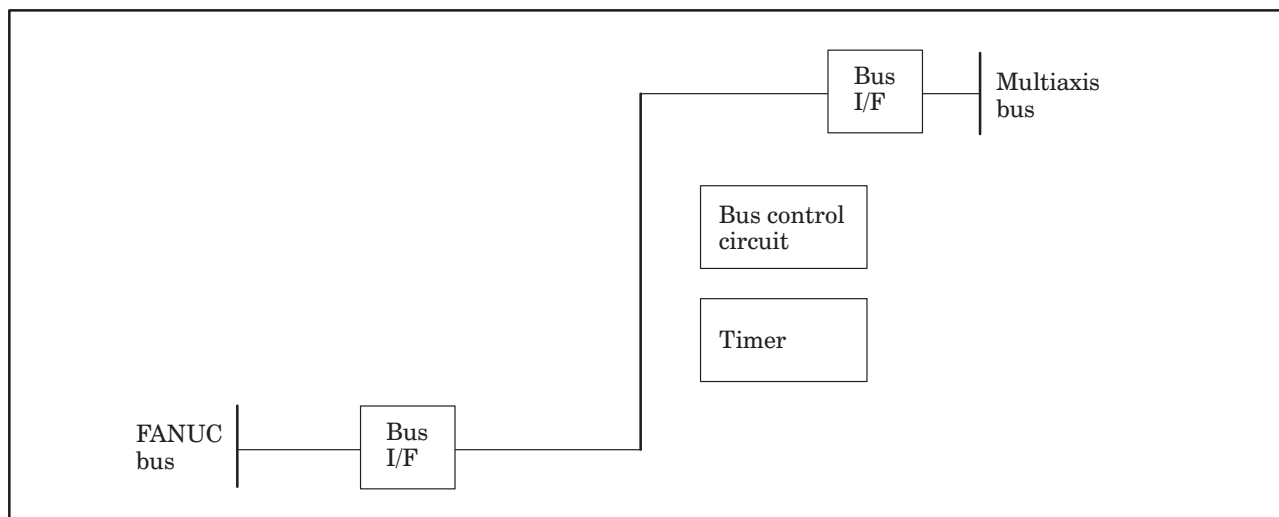 Bus
I/F
Multiaxis
bus
Bus control
circuit
Timer
FANUC
bus
Bus
I/F